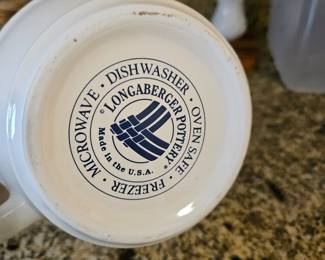 MICROWAVE • DISHWASHER • OVEN SAFE • FREEZER •
© LONGABERGER POTTERY®
Made in the U.S.A.